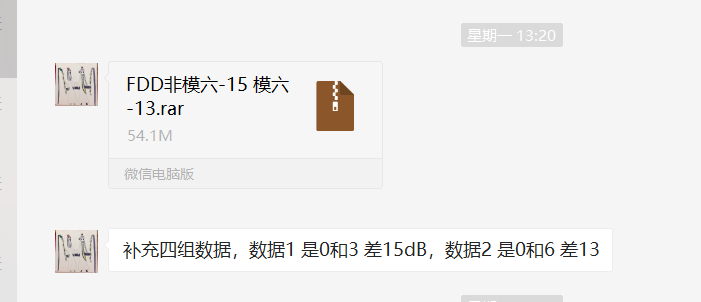 星期一 13:20
FDD非模六-15 模六
-13.rar
54.1M
微信电脑版
补充四组数据，数据1 是0和3 差15dB，数据2 是0和6 差13